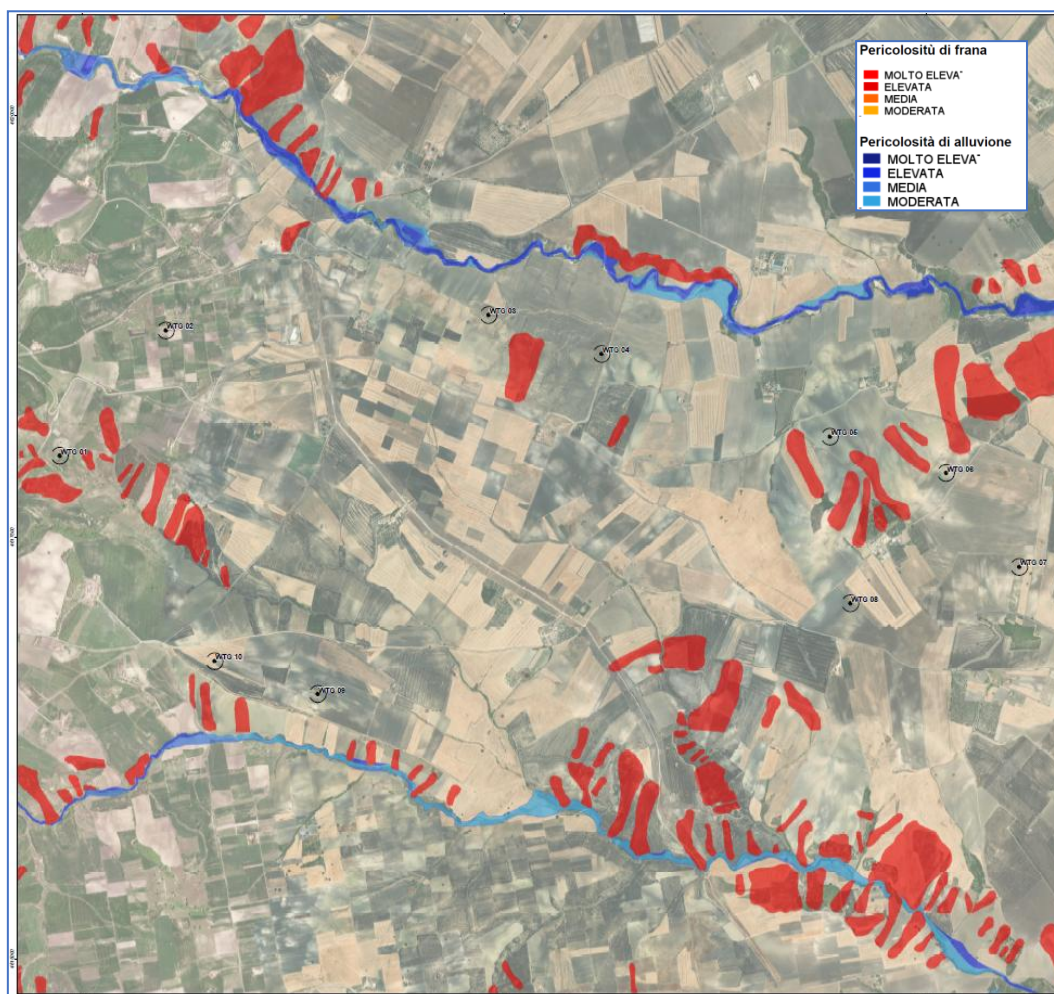 Pericolositù di frana
MOLTO ELEVA
ELEVATA
MEDIA
MODERATA
Pericolosità di alluvione
MOLTO ELEVA
ELEVATA
MEDIA
MODERATA
WTG 03
WTG 02
WTG 04
WTG 05
WTG 01
WTG 06
WTG 07
WTG 08
WTG 10
WTG 09